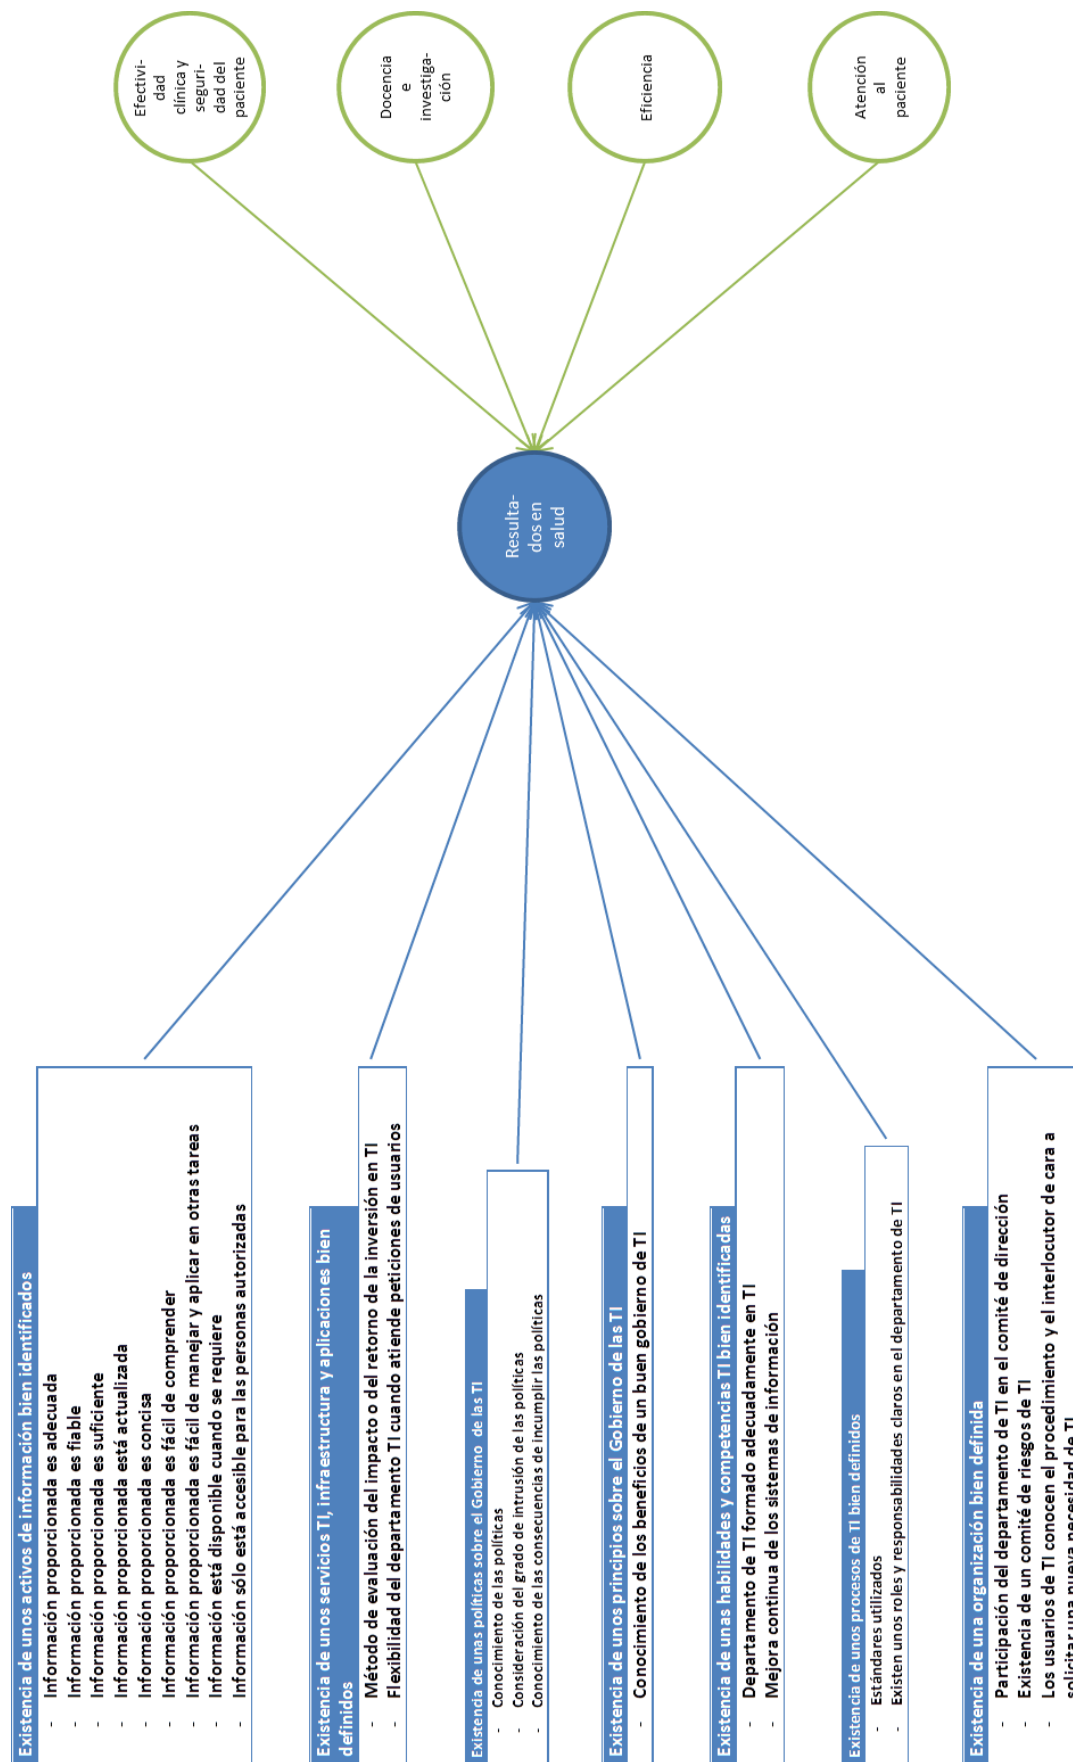 Existencia de unos activos de información bien identificados
- Información proporcionada es adecuada
- Información proporcionada es fiable
- Información proporcionada es suficiente
- Información proporcionada está actualizada
- Información proporcionada es concisa
- Información proporcionada es fácil de comprender
- Información proporcionada es fácil de manejar y aplicar en otras tareas
- Información está disponible cuando se requiere
- Información sólo está accesible para las personas autorizadas
Existencia de unos servicios TI, infraestructura y aplicaciones bien
definidos
- Método de evaluación del impacto o del retorno de la inversión en TI
- Flexibilidad del departamento TI cuando atiende peticiones de usuarios
Existencia de unas políticas sobre el Gobierno de las TI
- Conocimiento de las políticas
- Consideración del grado de intrusión de las políticas
- Conocimiento de las consecuencias de incumplir las políticas
Existencia de unos principios sobre el Gobierno de las TI
- Conocimiento de los beneficios de un buen gobierno de TI
Existencia de unas habilidades y competencias TI bien identificadas
- Departamento de TI formado adecuadamente en TI
- Mejora continua de los sistemas de información
Existencia de unos procesos de TI bien definidos
- Estándares utilizados
- Existen unos roles y responsabilidades claros en el departamento de TI
Existencia de una organización bien definida
- Participación del departamento de TI en el comité de dirección
- Existencia de un comité de riesgos de TI
- Los usuarios de TI conocen el procedimiento y el interlocutor de cara a
solicitar una nueva necesidad de TI
Resulta-
dos en
salud
Efectivi-
dad
clínica y
seguri-
dad del
paciente
Docencia
e
investiga-
ción
Eficiencia
Atención
al
paciente